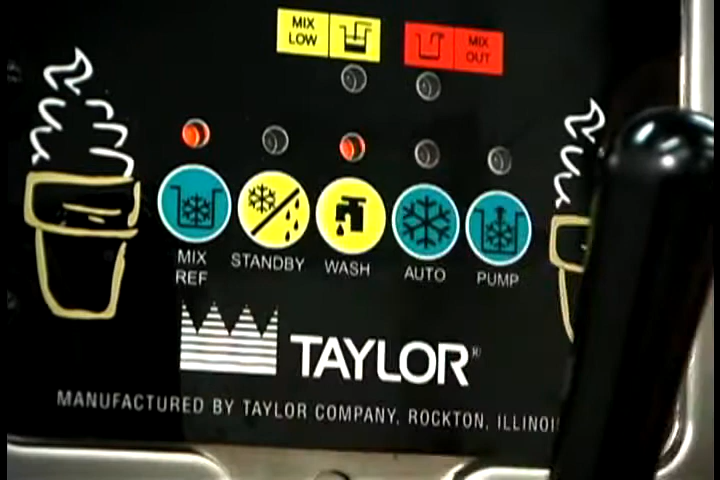 MIX LOW
MIX OUT
MIX REF
STANDBY
WASH
AUTO
PUMP
TAYLOR
MANUFACTURED BY TAYLOR COMPANY, ROCKTON, ILLINOI